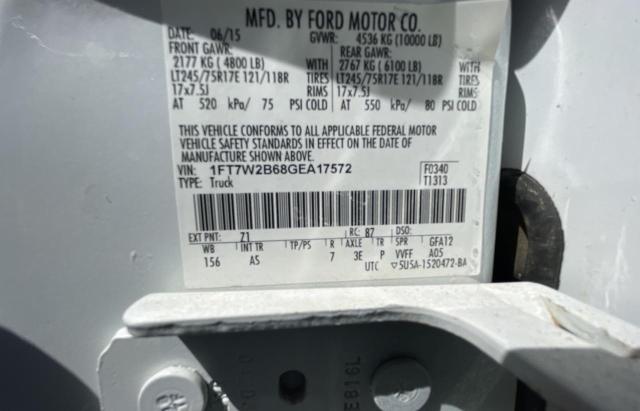 MFD. BY FORD MOTOR CO.
DATE: 06/15 GVWR: 4536 KG (10000 LB)
FRONT GAWR: REAR GAWR:
2177 KG ( 4800 LB) WITH 2767 KG ( 6100 LB) WITH
LT245/75R17E 121/118R TIRES LT245/75R17E 121/118R TIRES
17x7.5J RIMS 17x7.5J RIMS
AT 520 kPa/ 75 PSI COLD AT 550 kPa/ 80 PSI COLD
THIS VEHICLE CONFORMS TO ALL APPLICABLE FEDERAL MOTOR
VEHICLE SAFETY STANDARDS IN EFFECT ON THE DATE OF
MANUFACTURE SHOWN ABOVE.
VIN: 1FT7W2B68GEA17572 F0340
TYPE: Truck T1313
EXT PNT: Z1 RC: 87 DSO:
WB INT TR TP/PS R AXLE TR SPR GFA12
156 AS 7 3E P VVFF A05
UTC ▽5USA-1520472-BA
E816L